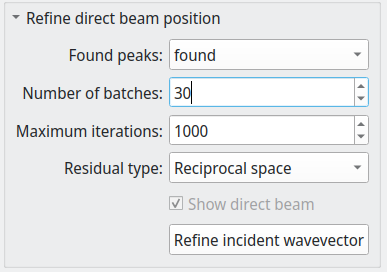 Refine direct beam position
Found peaks: found
Number of batches: 30
Maximum iterations: 1000
Residual type: Reciprocal space
Show direct beam
Refine incident wavevector